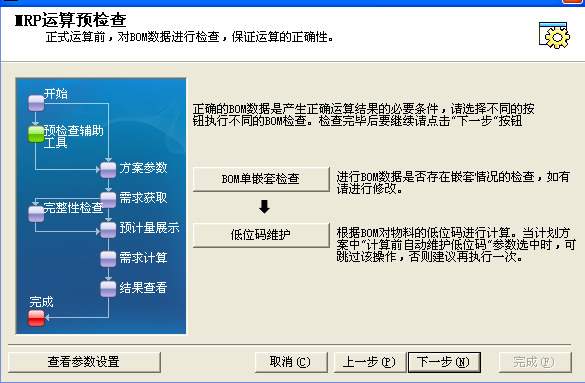 MRP运算预检查
正式运算前，对BOM数据进行检查，保证运算的正确性。
开始
预检查辅助
工具
方案参数
需求获取
完整性检查
预计量展示
需求计算
结果查看
完成
正确的BOM数据是产生正确运算结果的必要条件，请选择不同的按
钮执行不同的BOM检查。检查完毕后要继续请点击"下一步"按钮
BOM单嵌套检查
进行BOM数据是否存在嵌套情况的检查，如有
请进行修改。
低位码维护
根据BOM对物料的低位码进行计算。当计划方
案中"计算前自动维护低位码"参数选中时，可
跳过该操作，否则建议再执行一次。
查看参数设置
取消(C)
上一步(P)
下一步(N)
完成(F)